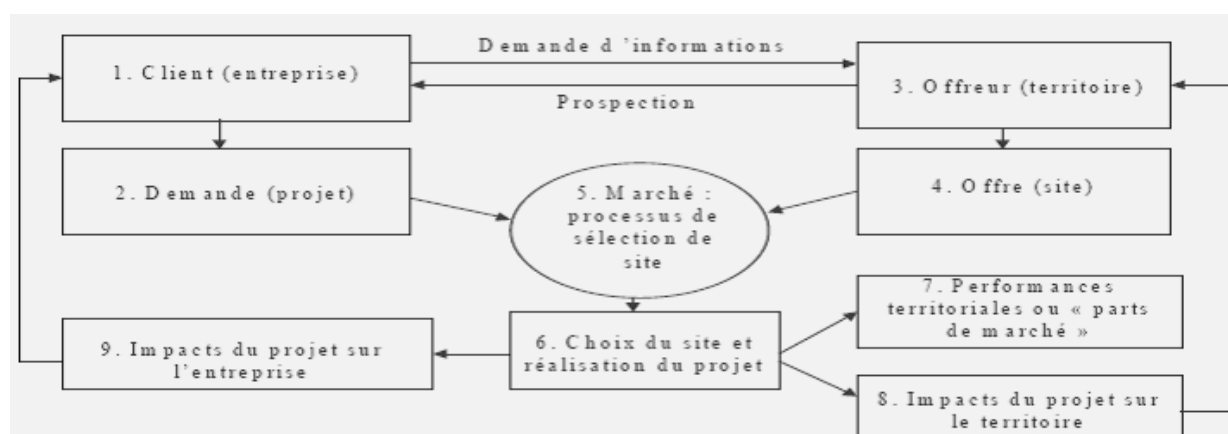 Demande d 'informations
1. Client (entreprise)
3. Offreur (territoire)
Prospection
2. Demande (projet)
5. Marché :
processus de
sélection de
site
4. Offre (site)
7. Performances
territoriales ou « parts
de marché »
9. Impacts du projet sur
l'entreprise
6. Choix du site et
réalisation du projet
8. Impacts du projet sur
le territoire